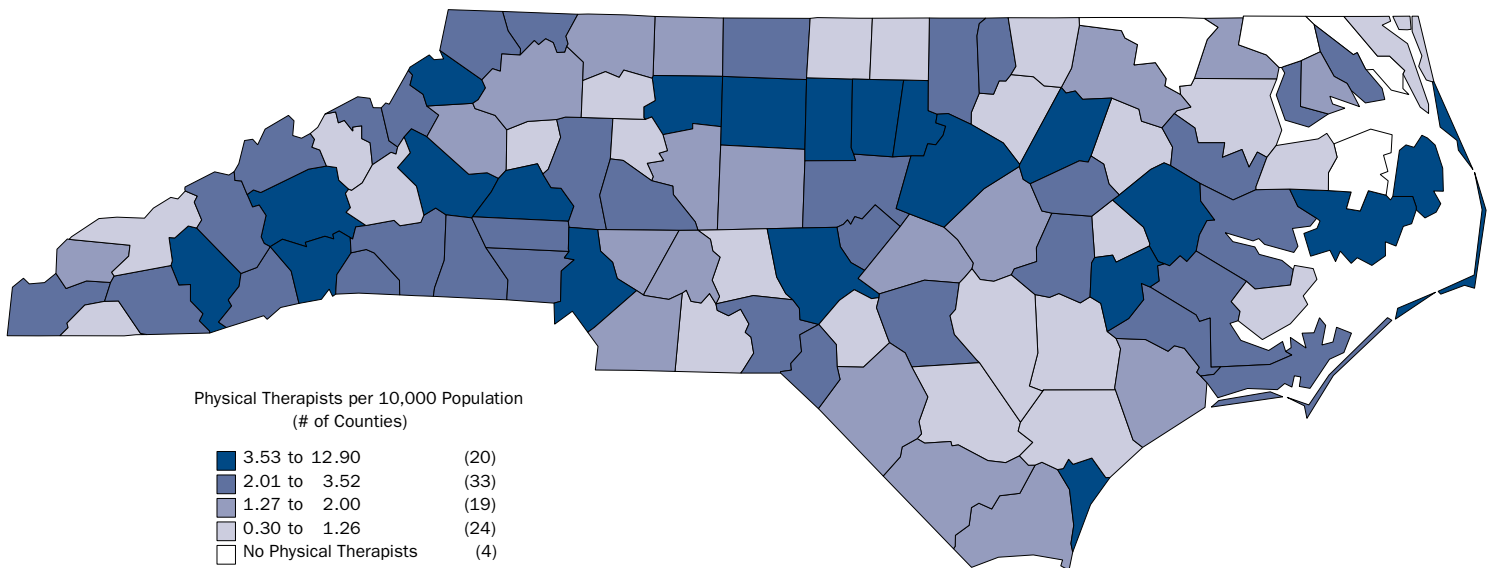 Physical Therapists per 10,000 Population
(# of Counties)
3.53 to 12.90 (20)
2.01 to 3.52 (33)
1.27 to 2.00 (19)
0.30 to 1.26 (24)
No Physical Therapists (4)